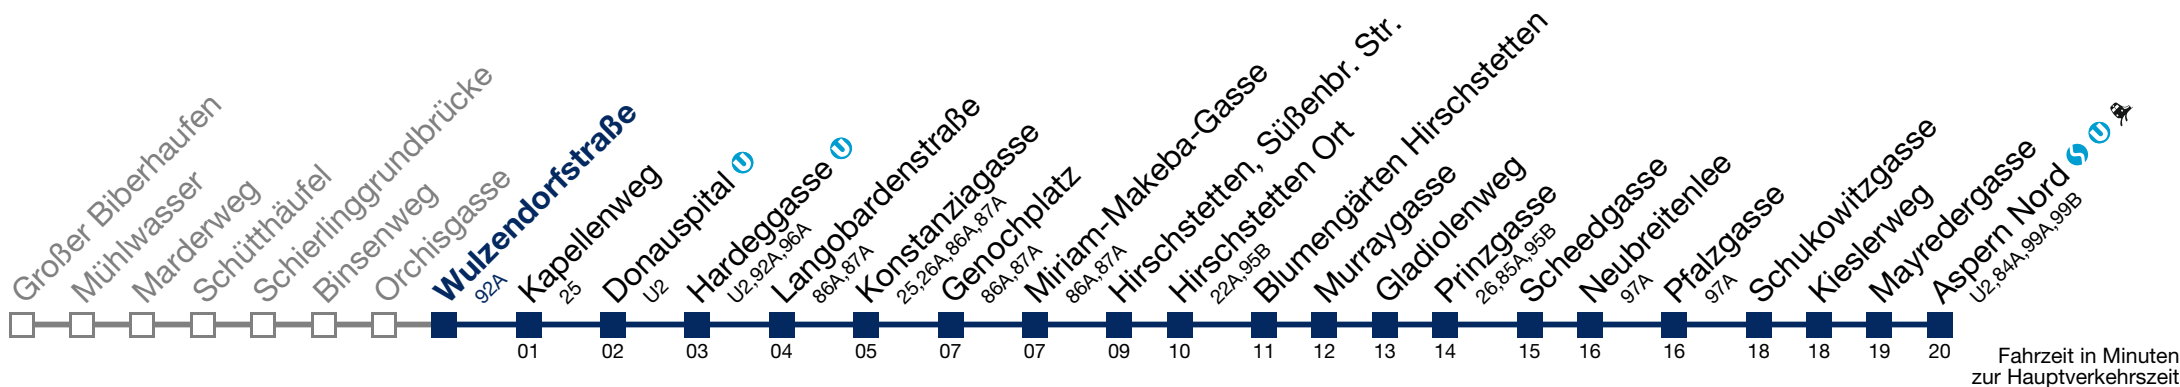 Großer Biberhaufen
Mühlwasser
Marderweg
Schütthäufel
Schierlinggrundbrücke
Binsenweg
Orchisgasse
Wulzendorfstraße
92A
Kapellenweg
25
Donauspital U
U2
Hardeggasse U
U2,92A,96A
Langobardenstraße
86A,87A
Konstanziagasse
25,26A,86A,87A
Genochplatz
86A,87A
Miriam-Makeba-Gasse
86A,87A
Hirschstetten, Süßenbr. Str.
Hirschstetten Ort
22A,95B
Blumengärten Hirschstetten
Murraygasse
Gladiolenweg
Prinzgasse
26,85A,95B
Scheedgasse
Neubreitenlee
97A
Pfalzgasse
97A
Schukowitzgasse
Kieslerweg
Mayredergasse
Aspern Nord S U
U2,84A,99A,99B
01 02 03 04 05 07 07 09 10 11 12 13 14 15 16 16 18 18 19 20
Fahrzeit in Minuten
zur Hauptverkehrszeit